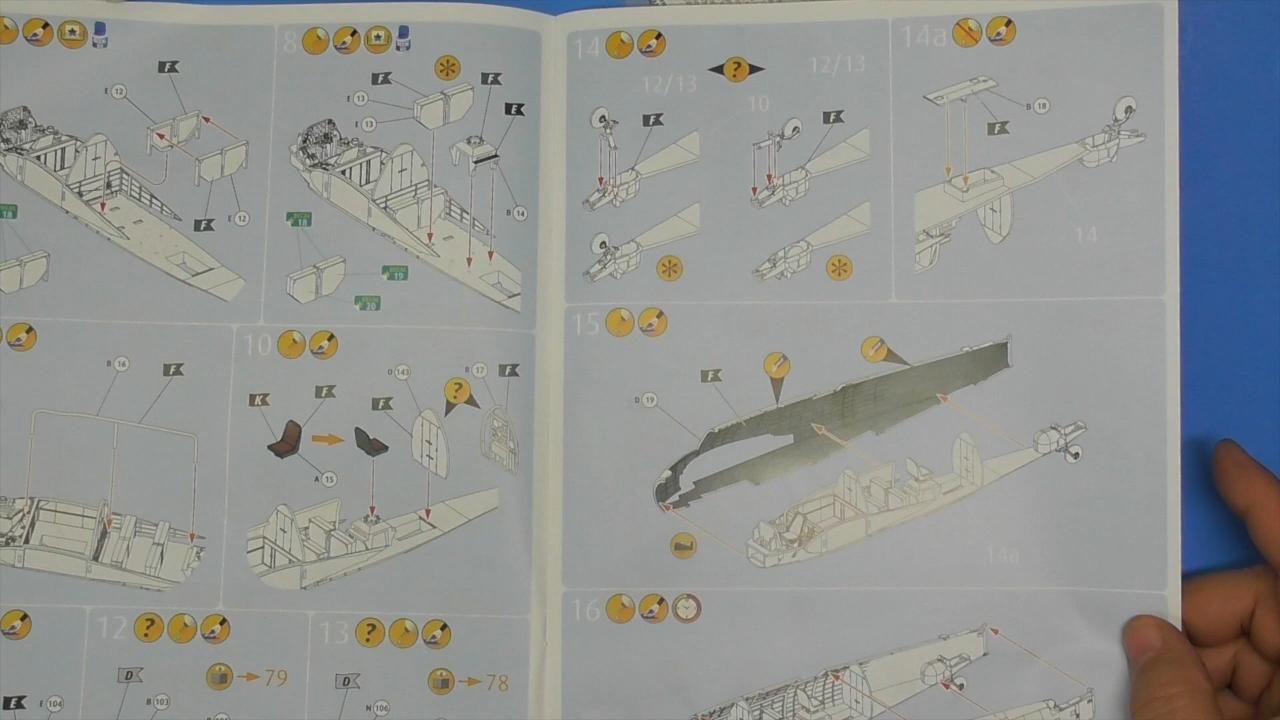 F
E 12
F
E 12
18
8
F
F
E
E 13
E 13
B 14
18
19
20
B 16
F
10
K
F
F
D 143
?
B 17
F
A 15
12
?
D
79
E
F 104
B 103
13
?
D
78
N 106
14
12/13
?
12/13
10
F
F
14a
B 18
F
14
15
F
D 19
14a
16